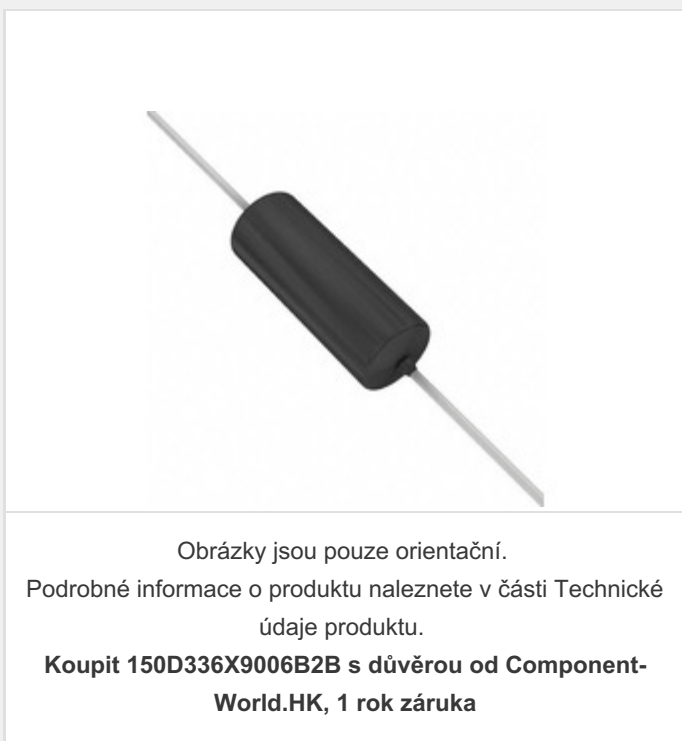 Obrázky jsou pouze orientační.
Podrobné informace o produktu naleznete v části Technické
údaje produktu.
Koupit 150D336X9006B2B s důvěrou od Component-
World.HK, 1 rok záruka